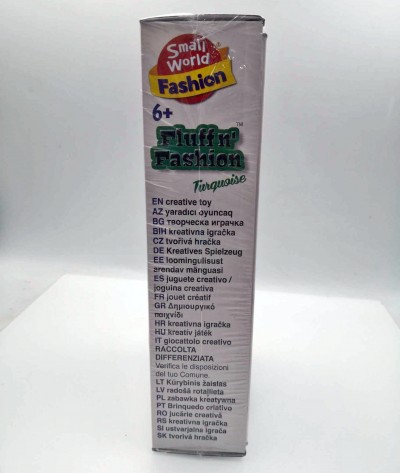 Small
World
Fashion
6+
Fluff n'
Fashion
TM
Turquoise
EN creative toy
AZ yaradıcı oyuncaq
BG творческа играчка
BIH kreativna igračka
CZ tvořivá hračka
DE Kreatives Spielzeug
EE loomingulisust
arendav mänguasi
ES juguete creativo /
joguina creativa
FR jouet créatif
GR Δημιουργικό
παιχνίδι
HR kreativna igračka
HU kreatív játék
IT giocattolo creativo
RACCOLTA
DIFFERENZIATA
Verifica le disposizioni
del tuo Comune.
LT Kūrybinis žaislas
LV radošā rotaļlieta
PL zabawka kreatywna
PT Brinquedo criativo
RO jucărie creativă
RS kreativna igračka
SI ustvarjalna igrača
SK tvorivá hračka